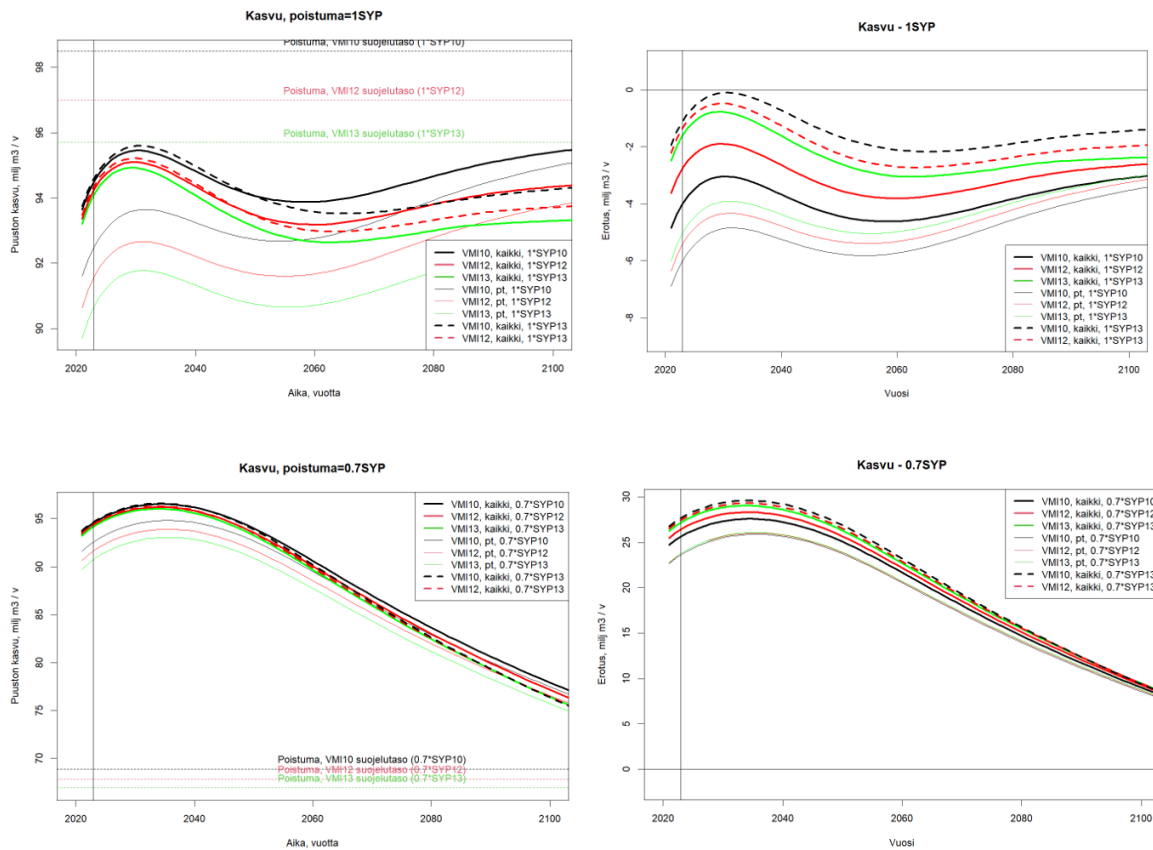 Kasvu, poistuma=1SYP
Puuston kasvu, milj m3 / v
98
96
94
92
90
Poistuma, VMI10 suojelutaso (1*SYP10)
Poistuma, VMI12 suojelutaso (1*SYP12)
Poistuma, VMI13 suojelutaso (1*SYP13)
VMI10, kaikki, 1*SYP10
VMI12, kaikki, 1*SYP12
VMI13, kaikki, 1*SYP13
VMI10, pt, 1*SYP10
VMI12, pt, 1*SYP12
VMI13, pt, 1*SYP13
VMI10, kaikki, 1*SYP13
VMI12, kaikki, 1*SYP13
2020 2040 2060 2080 2100
Aika, vuotta
Kasvu - 1SYP
Erotus, milj m3 / v
0
-2
-4
-6
-8
VMI10, kaikki, 1*SYP10
VMI12, kaikki, 1*SYP12
VMI13, kaikki, 1*SYP13
VMI10, pt, 1*SYP10
VMI12, pt, 1*SYP12
VMI13, pt, 1*SYP13
VMI10, kaikki, 1*SYP13
VMI12, kaikki, 1*SYP13
2020 2040 2060 2080 2100
Vuosi
Kasvu, poistuma=0.7SYP
Puuston kasvu, milj m3 / v
95
90
85
80
75
70
VMI10, kaikki, 0.7*SYP10
VMI12, kaikki, 0.7*SYP12
VMI13, kaikki, 0.7*SYP13
VMI10, pt, 0.7*SYP10
VMI12, pt, 0.7*SYP12
VMI13, pt, 0.7*SYP13
VMI10, kaikki, 0.7*SYP13
VMI12, kaikki, 0.7*SYP13
Poistuma, VMI10 suojelutaso (0.7*SYP10)
Poistuma, VMI12 suojelutaso (0.7*SYP12)
Poistuma, VMI13 suojelutaso (0.7*SYP13)
2020 2040 2060 2080 2100
Aika, vuotta
Kasvu - 0.7SYP
Erotus, milj m3 / v
30
25
20
15
10
5
0
VMI10, kaikki, 0.7*SYP10
VMI12, kaikki, 0.7*SYP12
VMI13, kaikki, 0.7*SYP13
VMI10, pt, 0.7*SYP10
VMI12, pt, 0.7*SYP12
VMI13, pt, 0.7*SYP13
VMI10, kaikki, 0.7*SYP13
VMI12, kaikki, 0.7*SYP13
2020 2040 2060 2080 2100
Vuosi